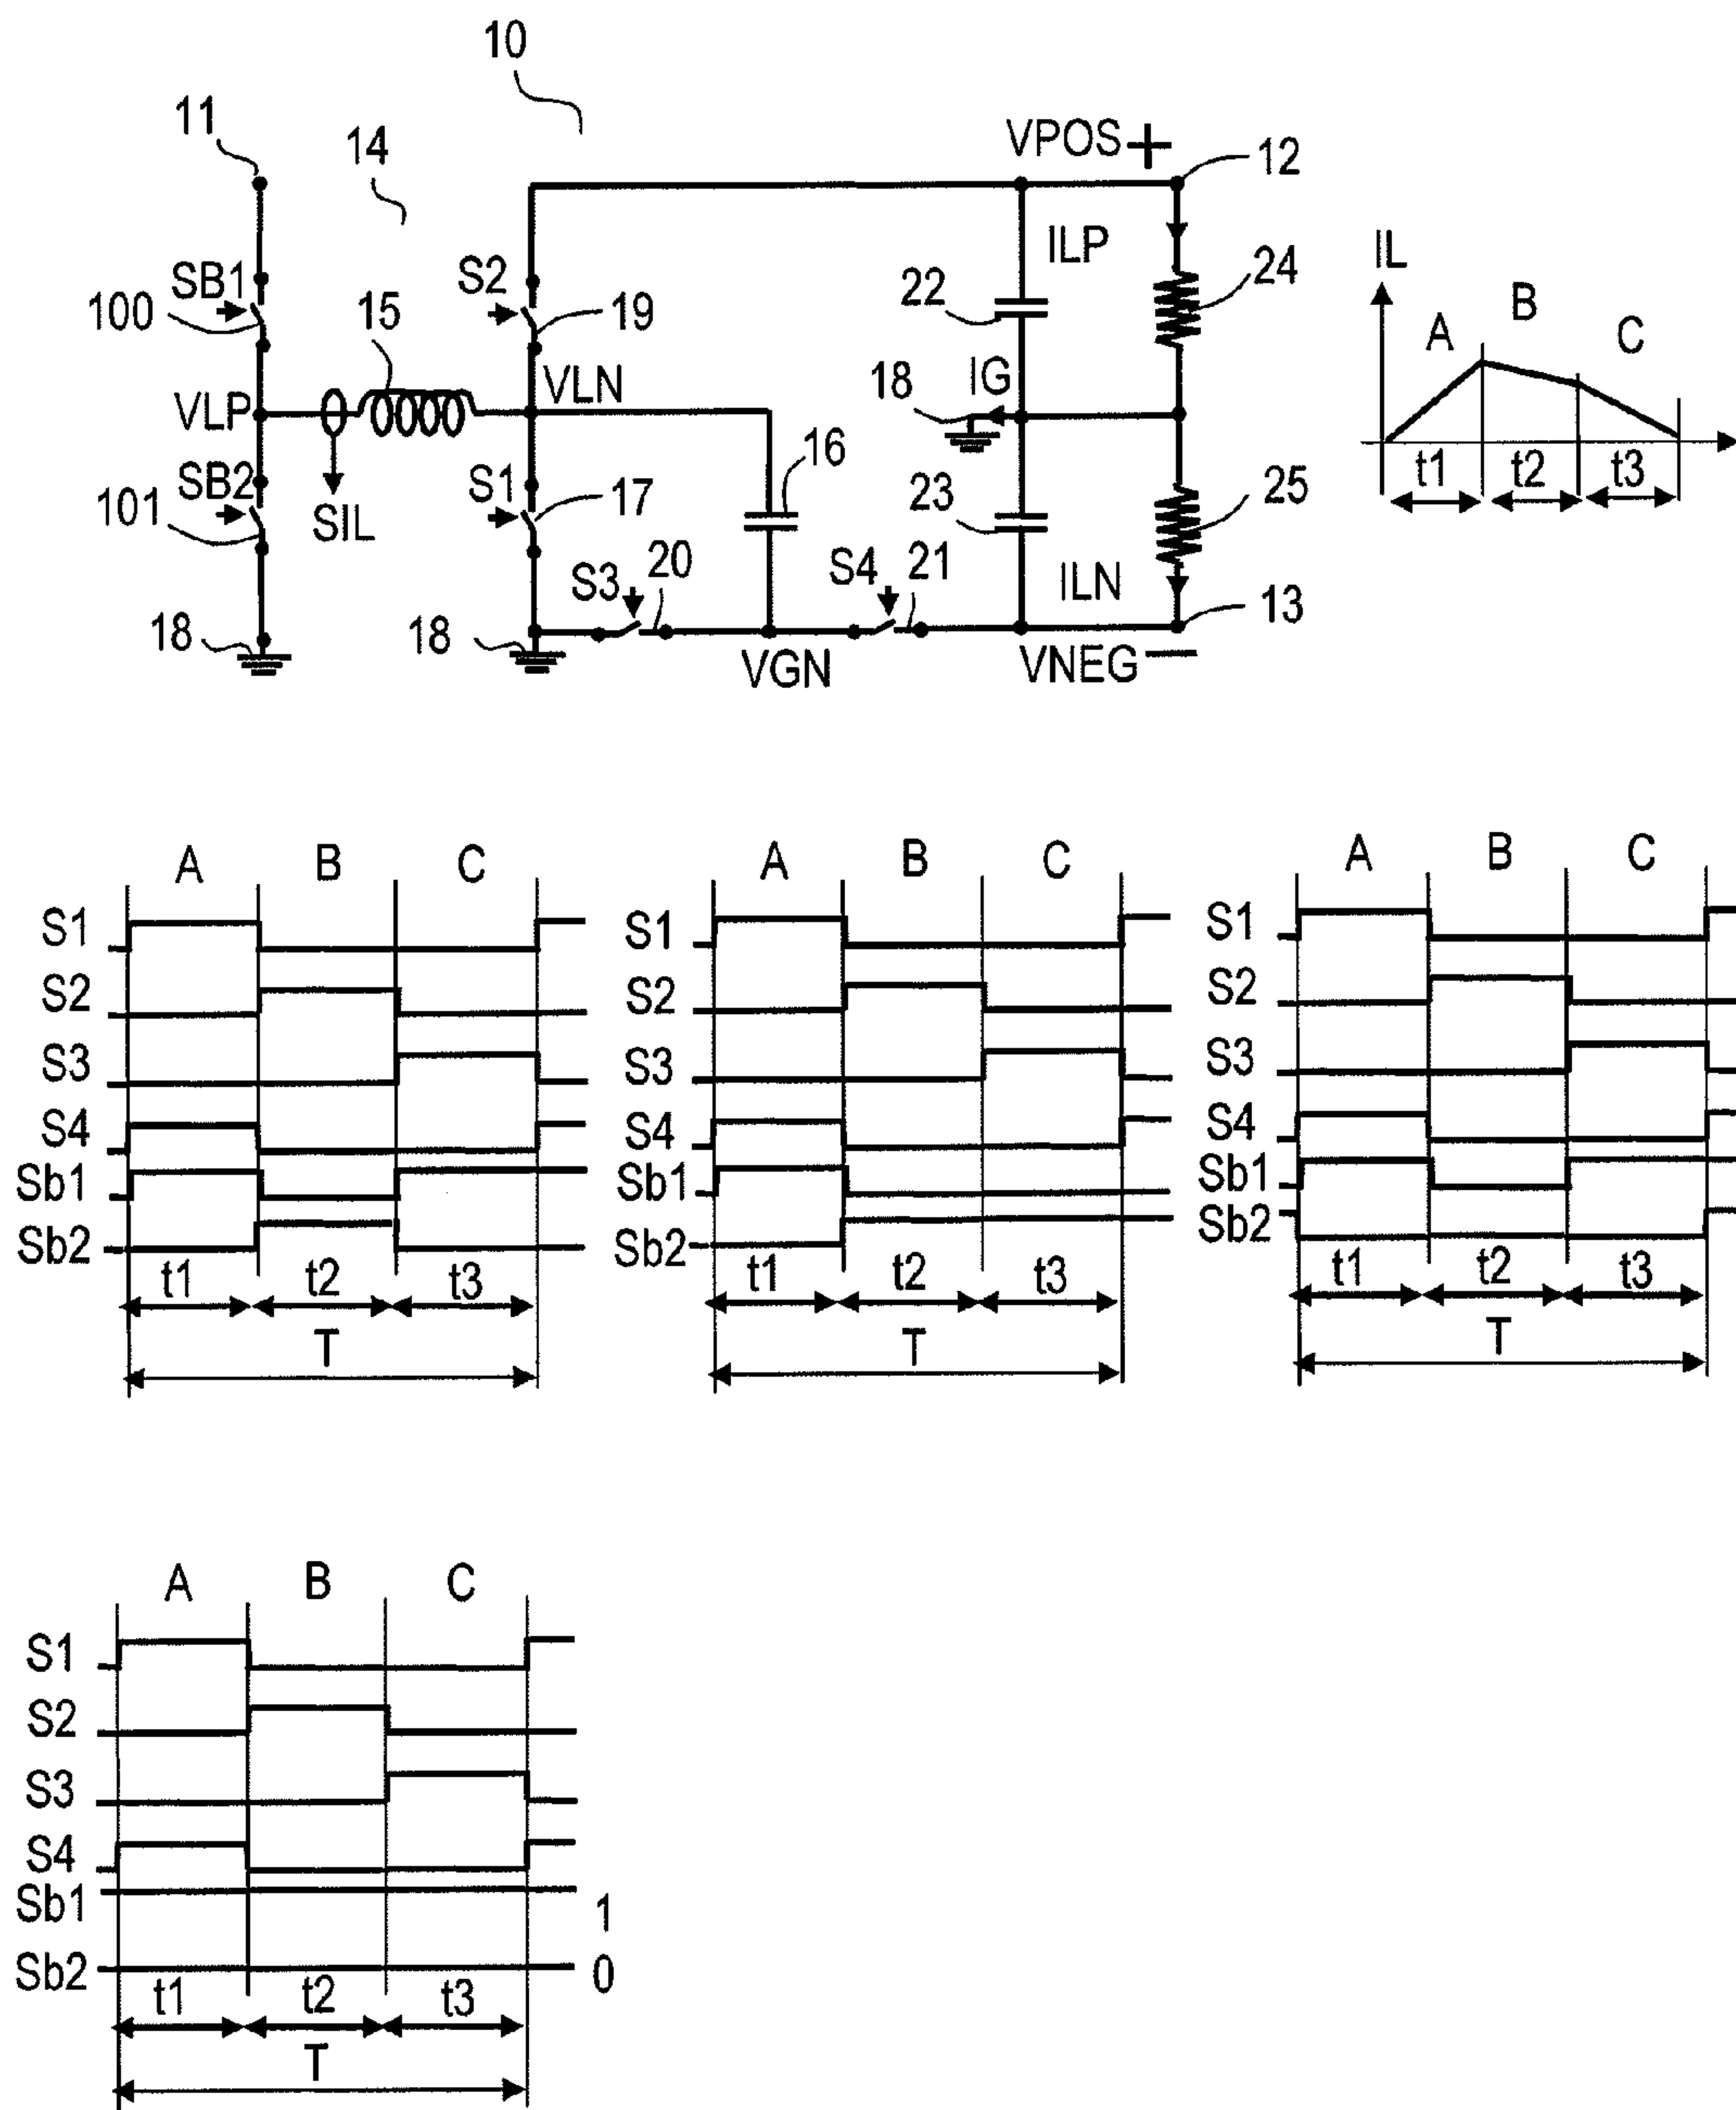 10
11
14
VPOS +
12
SB1
100
S2
15
19
ILP
22
24
IL
A
B
C
VLP
VLN
18
IG
t1
t2
t3
SB2
101
SIL
S1
17
16
23
25
S3
20
S4
21
ILN
13
18
18
VGN
VNEG —
A B C
S1
S2
S3
S4
Sb1
Sb2
t1 t2 t3
T
A B C
S1
S2
S3
S4
Sb1
Sb2
t1 t2 t3
T
A B C
S1
S2
S3
S4
Sb1
Sb2
t1 t2 t3
T
A B C
S1
S2
S3
S4
Sb1 1
Sb2 0
t1 t2 t3
T